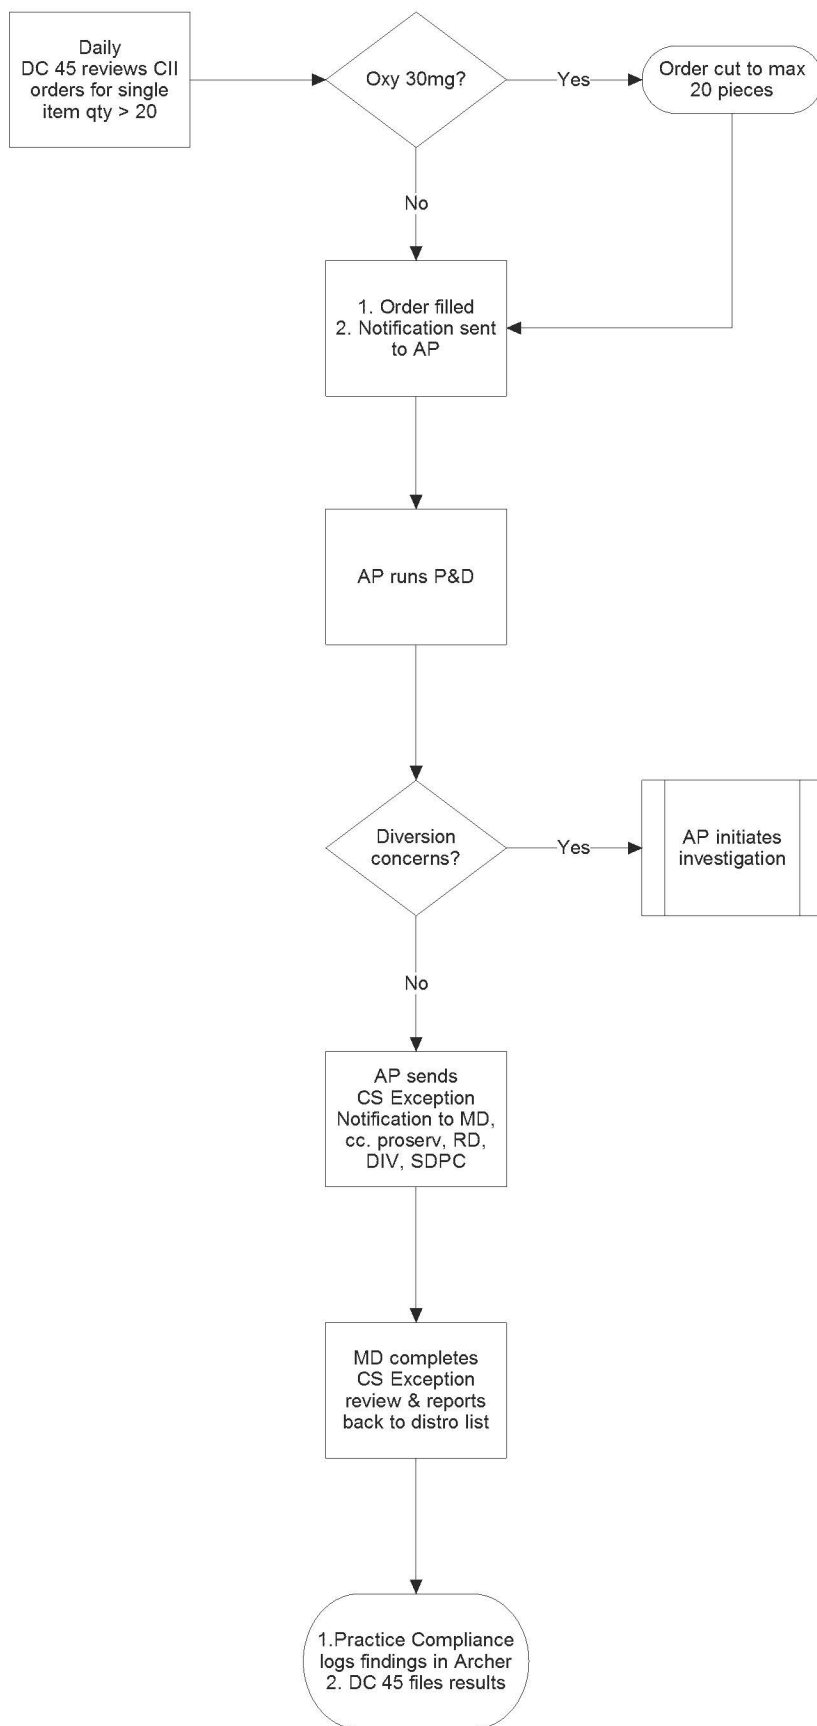 Daily
DC 45 reviews CII
orders for single
item qty > 20
Oxy 30mg?
Yes
Order cut to max
20 pieces
No
1. Order filled
2. Notification sent
to AP
AP runs P&D
Diversion
concerns?
Yes
AP initiates
investigation
No
AP sends
CS Exception
Notification to MD,
cc. proserv, RD,
DIV, SDPC
MD completes
CS Exception
review & reports
back to distro list
1.Practice Compliance
logs findings in Archer
2. DC 45 files results